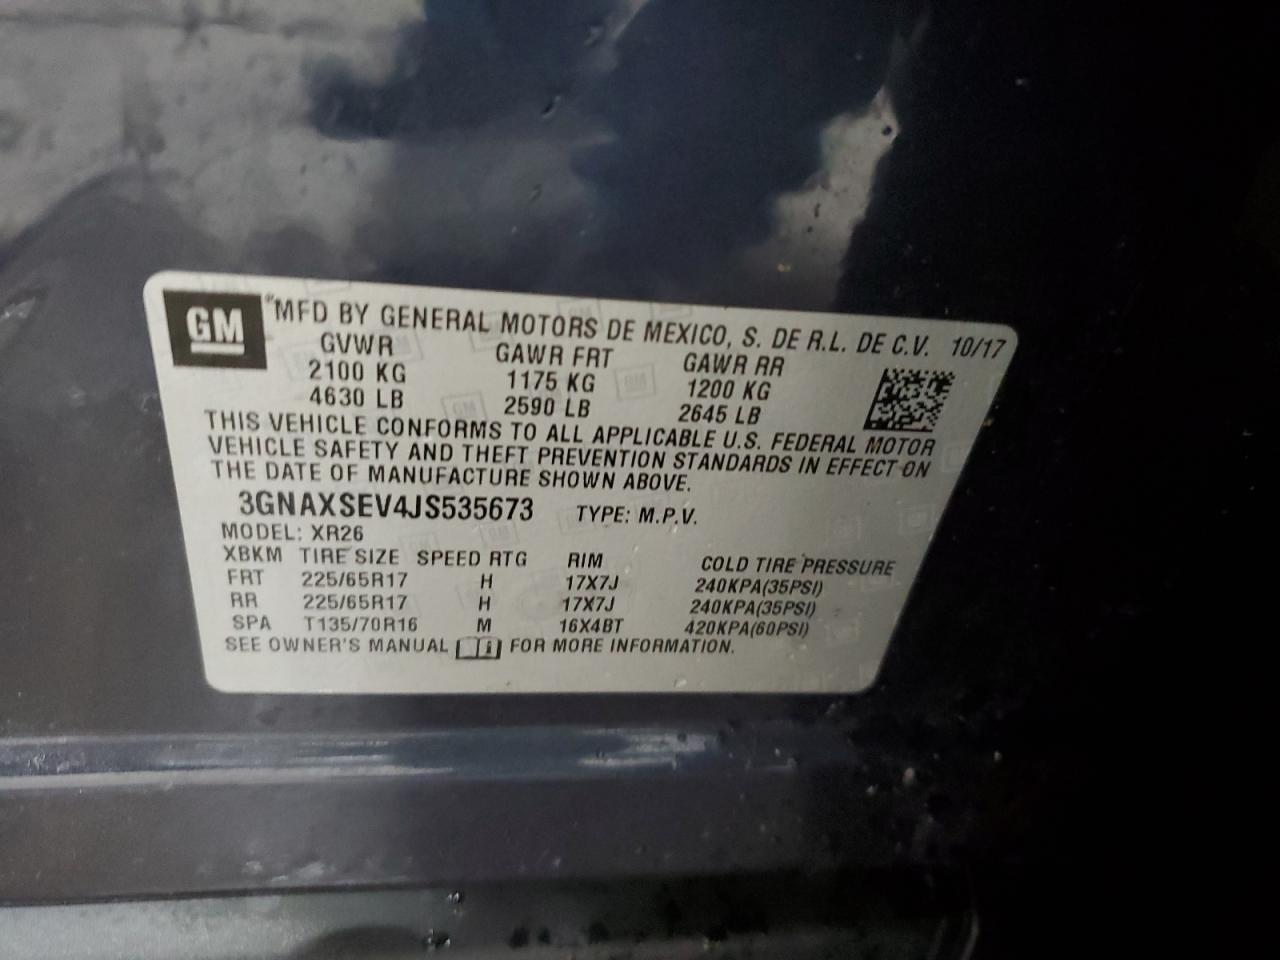 GM ®MFD BY GENERAL MOTORS DE MEXICO, S. DE R.L. DE C.V. 10/17
GVWR GAWR FRT GAWR RR
2100 KG 1175 KG 1200 KG
4630 LB 2590 LB 2645 LB
THIS VEHICLE CONFORMS TO ALL APPLICABLE U.S. FEDERAL MOTOR
VEHICLE SAFETY AND THEFT PREVENTION STANDARDS IN EFFECT ON
THE DATE OF MANUFACTURE SHOWN ABOVE.
3GNAXSEV4JS535673 TYPE: M.P.V.
MODEL: XR26
XBKM TIRE SIZE SPEED RTG RIM COLD TIRE PRESSURE
FRT 225/65R17 H 17X7J 240KPA(35PSI)
RR 225/65R17 H 17X7J 240KPA(35PSI)
SPA T135/70R16 M 16X4BT 420KPA(60PSI)
SEE OWNER'S MANUAL FOR MORE INFORMATION.